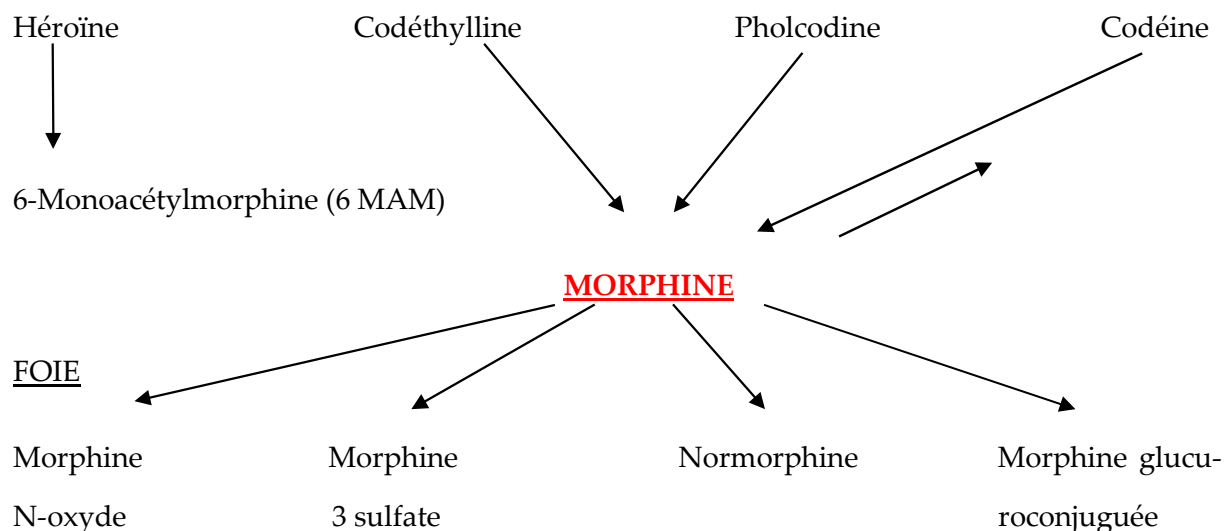 Héroïne Codéthylline Pholcodine Codéine
6-Monoacétylmorphine (6 MAM)
MORPHINE
FOIE
Morphine Morphine Normorphine Morphine glucu-
N-oxyde 3 sulfate roconjuguée